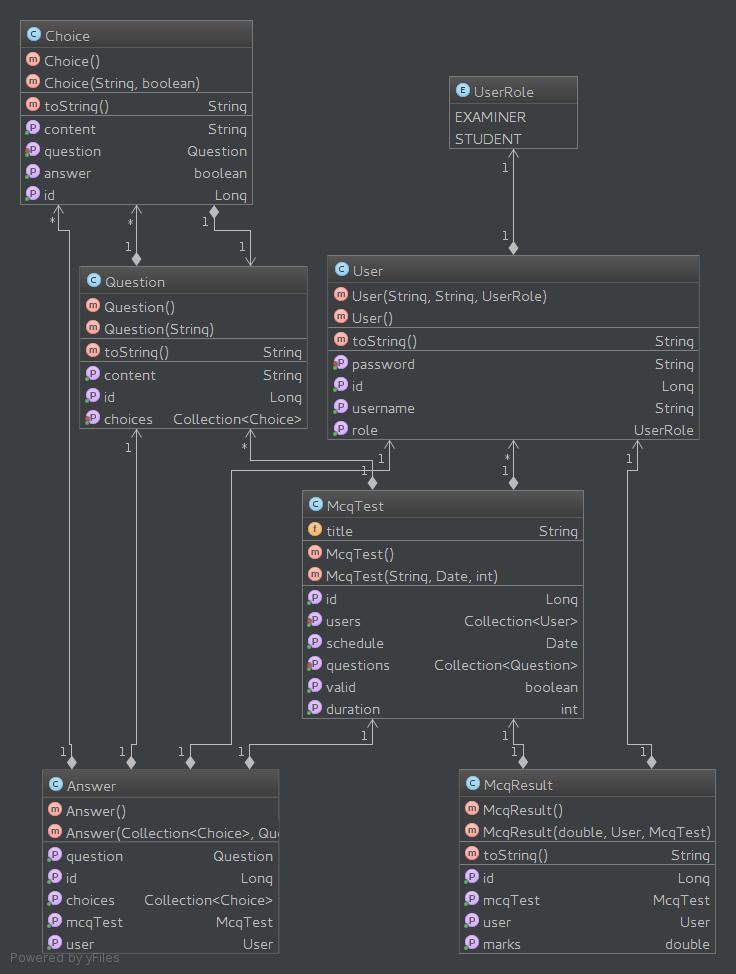 C Choice
m Choice()
m Choice(String, boolean)
m toString() String
P content String
P question Question
P answer boolean
P id Long
E UserRole
EXAMINER
STUDENT
* * 1 1
1 1
1 1
C Question
m Question()
m Question(String)
m toString() String
P content String
P id Long
P choices Collection<Choice>
C User
m User(String, String, UserRole)
m User()
m toString() String
P password String
P id Long
P username String
P role UserRole
1 * 1 * 1
1 1
C McqTest
f title String
m McqTest()
m McqTest(String, Date, int)
P id Long
P users Collection<User>
P schedule Date
P questions Collection<Question>
P valid boolean
P duration int
1 1
1 1 1 1 1 1
C Answer
m Answer()
m Answer(Collection<Choice>, Que
P question Question
P id Long
P choices Collection<Choice>
P mcqTest McqTest
P user User
C McqResult
m McqResult()
m McqResult(double, User, McqTest)
m toString() String
P id Long
P mcqTest McqTest
P user User
P marks double
Powered by yFiles